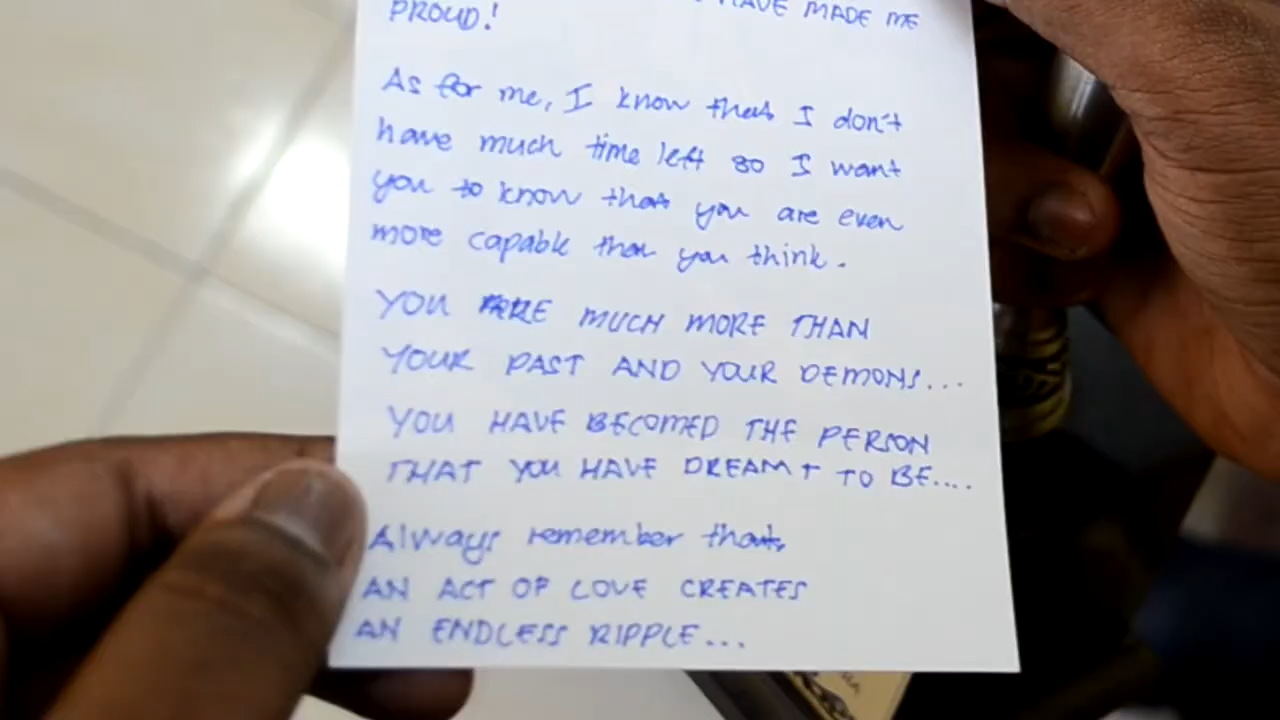 HAVE MADE ME
PROUD!
As for me, I know that I don't
have much time left so I want
you to know that you are even
more capable than you think.
YOU ARE MUCH MORE THAN
YOUR PAST AND YOUR DEMONS...
YOU HAVE BECOMED THE PERSON
THAT YOU HAVE DREAMT TO BE....
Always remember that,
AN ACT OF LOVE CREATES
AN ENDLESS RIPPLE...